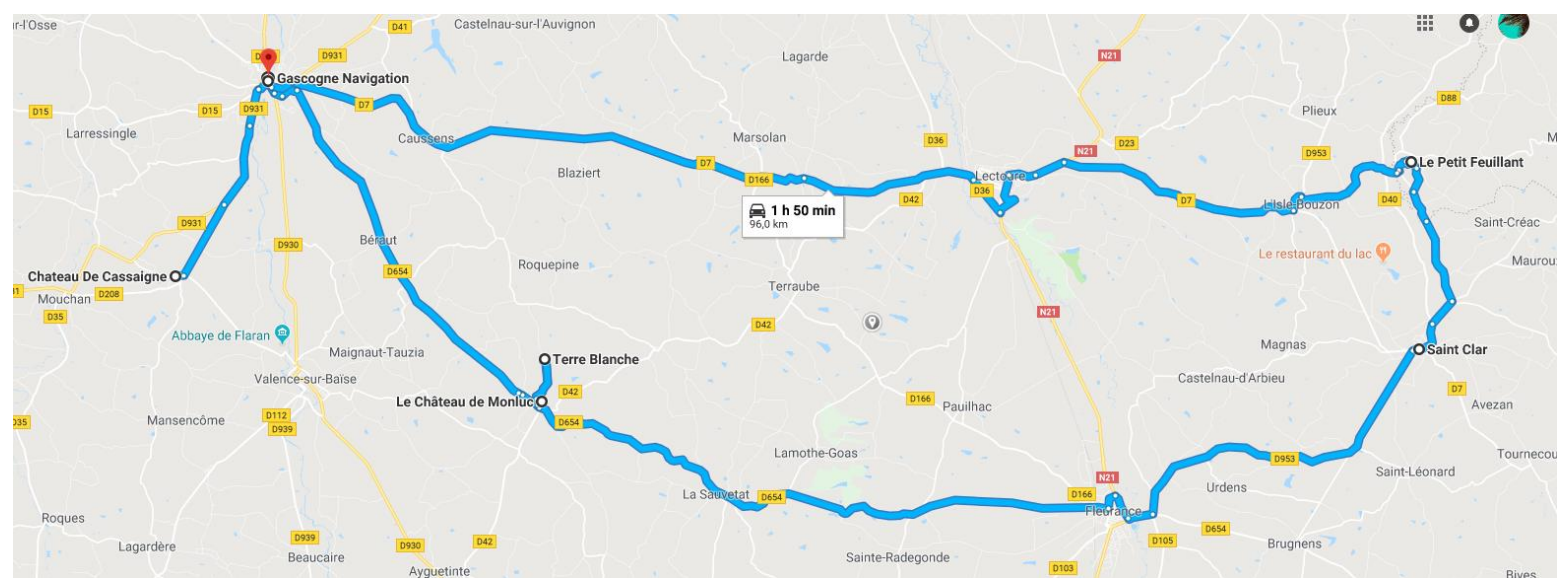 ır-l'Osse
D41
Castelnau-sur-l'Auvignon
D931
Lagarde
N21
Gascogne Navigation
D15
D15
D931
D7
Plieux
D88
Larressingle
Caussens
Marsolan
D36
N21
D23
D953
Blaziert
D7
D166
Lectoure
D36
D42
D7
L'Isle-Bouzon
Le Petit Feuillant
D40
1 h 50 min
96,0 km
D931
D930
Béraut
Saint-Créac
Le restaurant du lac
Chateau De Cassaigne
D654
Roquepine
Mouchan
D208
D35
Terraube
N21
Abbaye de Flaran
D42
Maignaut-Tauzia
Terre Blanche
Magnas
Saint Clar
Valence-sur-Baïse
Le Château de Monluc
D42
Castelnau-d'Arbieu
D7
D166
Pauilhac
Avezan
D112
D939
Mansencôme
D35
D654
Lamothe-Goas
D953
N21
Saint-Léonard
La Sauvetat
D654
D166
Urdens
Fleurance
Roques
D654
Lagardère
D939
D930
D42
D105
Brugnens
Beaucaire
Ayguetinte
Sainte-Radegonde
D103